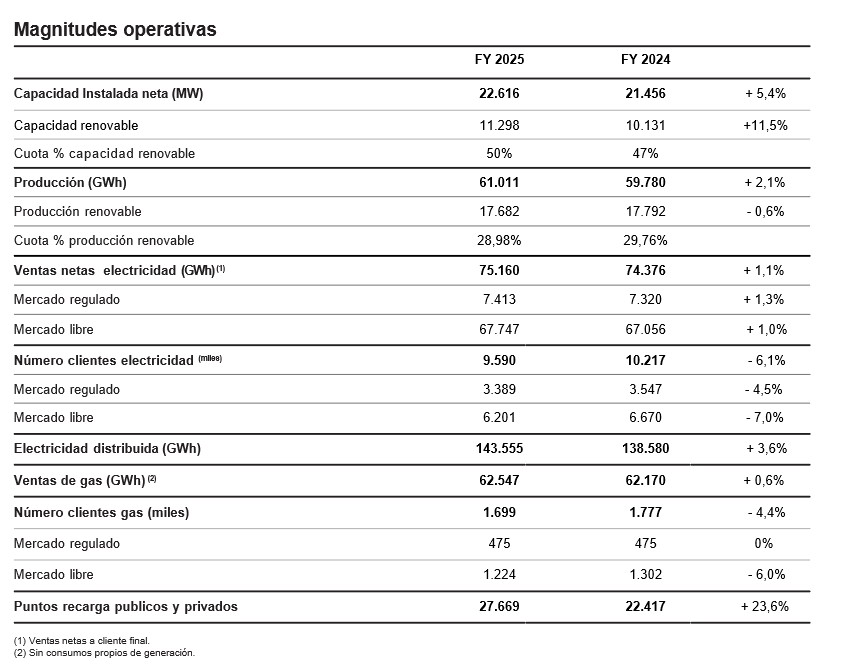 Magnitudes operativas
FY 2025 FY 2024
Capacidad Instalada neta (MW) 22.616 21.456 + 5,4%
Capacidad renovable 11.298 10.131 +11,5%
Cuota % capacidad renovable 50% 47%
Producción (GWh) 61.011 59.780 + 2,1%
Producción renovable 17.682 17.792 - 0,6%
Cuota % producción renovable 28,98% 29,76%
Ventas netas electricidad (GWh) (1) 75.160 74.376 + 1,1%
Mercado regulado 7.413 7.320 + 1,3%
Mercado libre 67.747 67.056 + 1,0%
Número clientes electricidad (miles) 9.590 10.217 - 6,1%
Mercado regulado 3.389 3.547 - 4,5%
Mercado libre 6.201 6.670 - 7,0%
Electricidad distribuida (GWh) 143.555 138.580 + 3,6%
Ventas de gas (GWh) (2) 62.547 62.170 + 0,6%
Número clientes gas (miles) 1.699 1.777 - 4,4%
Mercado regulado 475 475 0%
Mercado libre 1.224 1.302 - 6,0%
Puntos recarga publicos y privados 27.669 22.417 + 23,6%
(1) Ventas netas a cliente final.
(2) Sin consumos propios de generación.